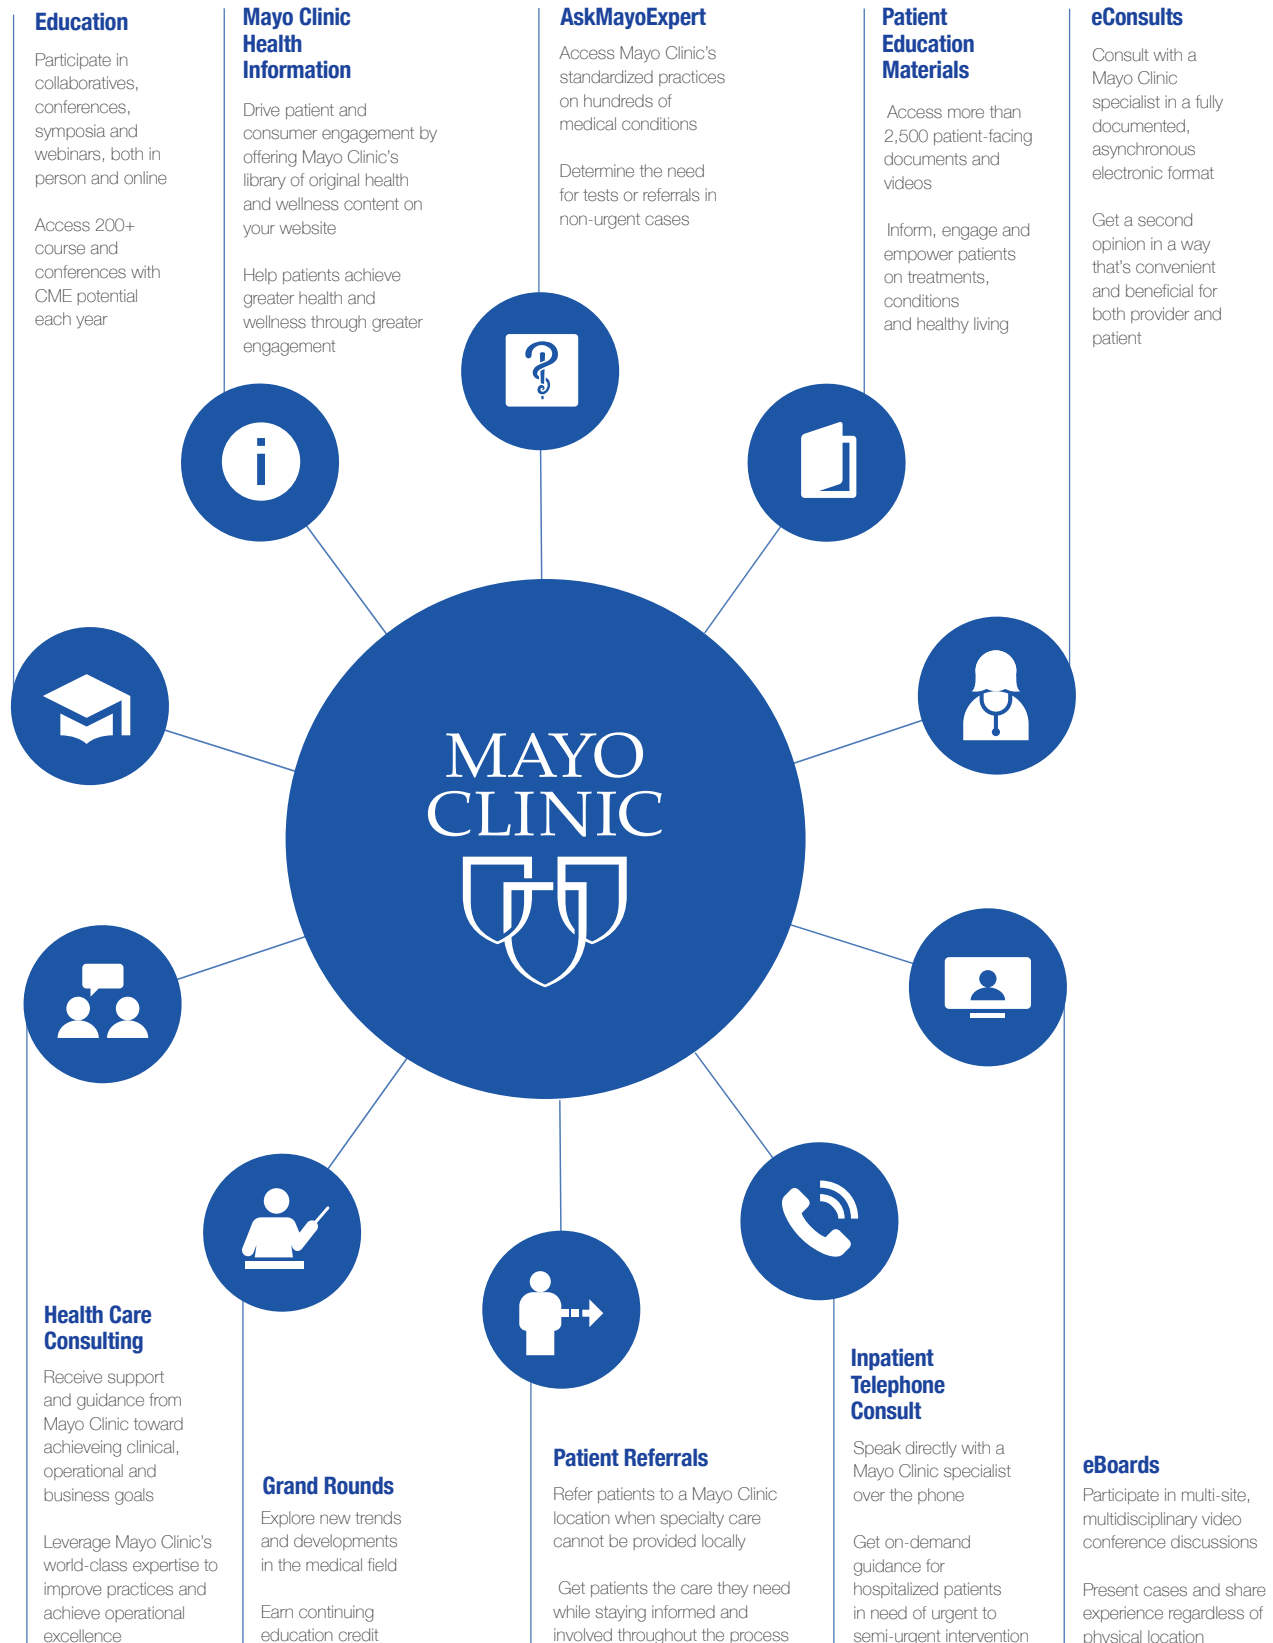 Education
Participate in
collaboratives,
conferences,
symposia and
webinars, both in
person and online
Access 200+
course and
conferences with
CME potential
each year
Mayo Clinic
Health
Information
Drive patient and
consumer engagement by
offering Mayo Clinic's
library of original health
and wellness content on
your website
Help patients achieve
greater health and
wellness through greater
engagement
AskMayoExpert
Access Mayo Clinic's
standardized practices
on hundreds of
medical conditions
Determine the need
for tests or referrals in
non-urgent cases
Patient
Education
Materials
Access more than
2,500 patient-facing
documents and
videos
Inform, engage and
empower patients
on treatments,
conditions
and healthy living
eConsults
Consult with a
Mayo Clinic
specialist in a fully
documented,
asynchronous
electronic format
Get a second
opinion in a way
that's convenient
and beneficial for
both provider and
patient
MAYO
CLINIC
Health Care
Consulting
Receive support
and guidance from
Mayo Clinic toward
achieveing clinical,
operational and
business goals
Leverage Mayo Clinic's
world-class expertise to
improve practices and
achieve operational
excellence
Grand Rounds
Explore new trends
and developments
in the medical field
Earn continuing
education credit
Patient Referrals
Refer patients to a Mayo Clinic
location when specialty care
cannot be provided locally
Get patients the care they need
while staying informed and
involved throughout the process
Inpatient
Telephone
Consult
Speak directly with a
Mayo Clinic specialist
over the phone
Get on-demand
guidance for
hospitalized patients
in need of urgent to
semi-urgent intervention
eBoards
Participate in multi-site,
multidisciplinary video
conference discussions
Present cases and share
experience regardless of
physical location